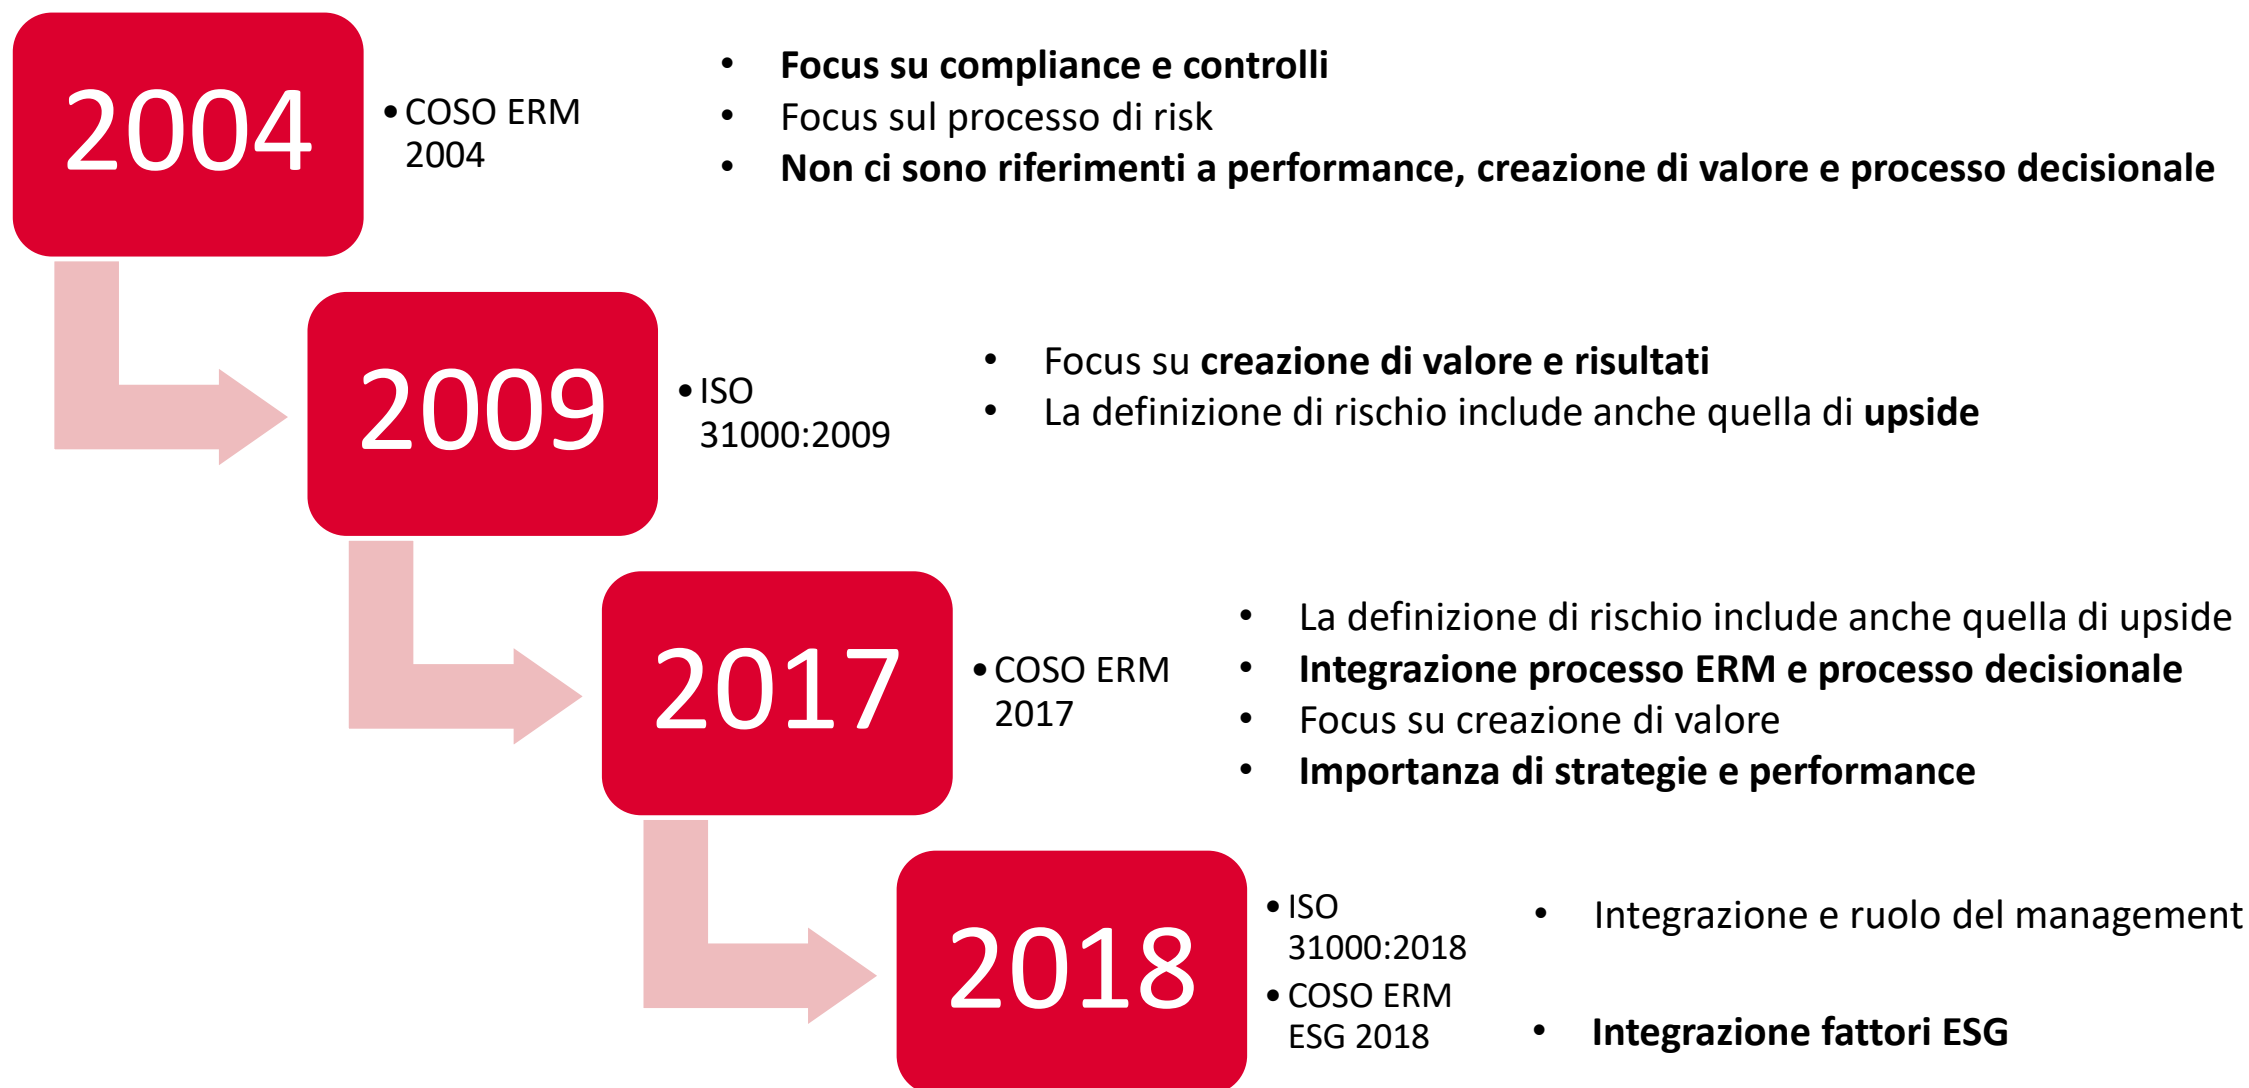 2004
• COSO ERM
2004
• Focus su compliance e controlli
• Focus sul processo di risk
• Non ci sono riferimenti a performance, creazione di valore e processo decisionale
2009
• ISO
31000:2009
• Focus su creazione di valore e risultati
• La definizione di rischio include anche quella di upside
2017
• COSO ERM
2017
• La definizione di rischio include anche quella di upside
• Integrazione processo ERM e processo decisionale
• Focus su creazione di valore
• Importanza di strategie e performance
2018
• ISO
31000:2018
• COSO ERM
ESG 2018
• Integrazione e ruolo del management
• Integrazione fattori ESG